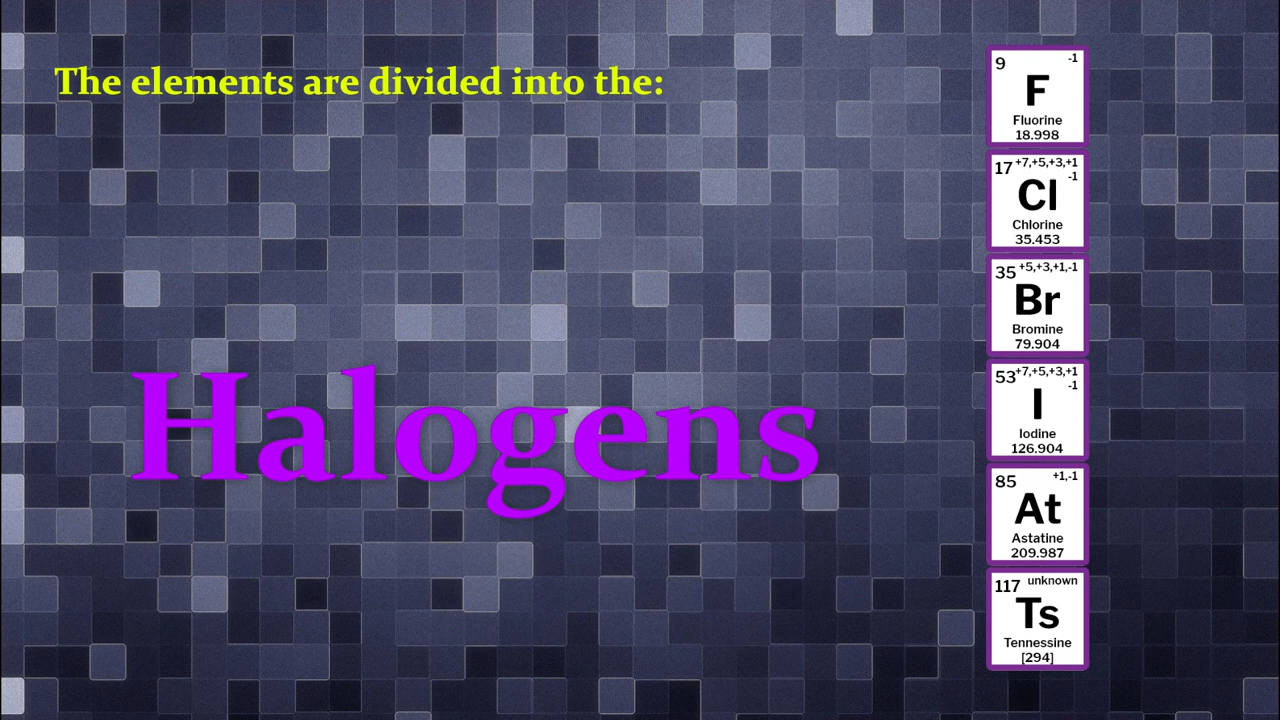 The elements are divided into the:
Halogens
9 -1
F
Fluorine
18.998
17 +7,+5,+3,+1
-1
Cl
Chlorine
35.453
35 +5,+3,+1,-1
Br
Bromine
79.904
53 +7,+5,+3,+1
-1
I
Iodine
126.904
85 +1,-1
At
Astatine
209.987
117 unknown
Ts
Tennessine
[294]